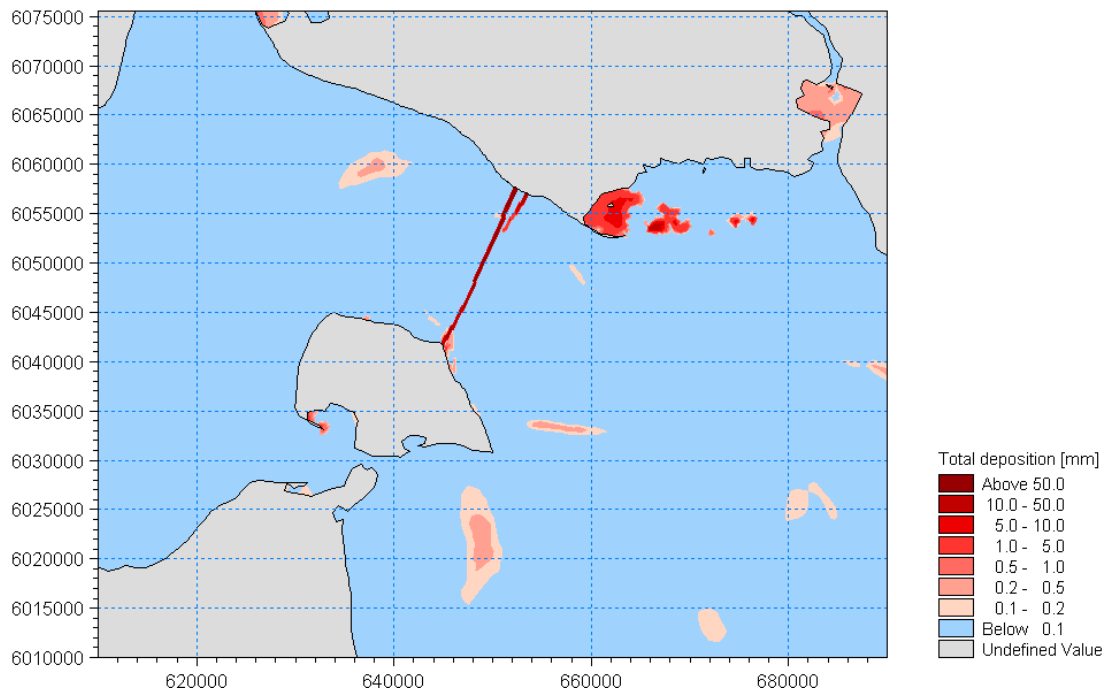 6075000
6070000
6065000
6060000
6055000
6050000
6045000
6040000
6035000
6030000
6025000
6020000
6015000
6010000
620000 640000 660000 680000
Total deposition [mm]
Above 50.0
10.0 - 50.0
5.0 - 10.0
1.0 - 5.0
0.5 - 1.0
0.2 - 0.5
0.1 - 0.2
Below 0.1
Undefined Value